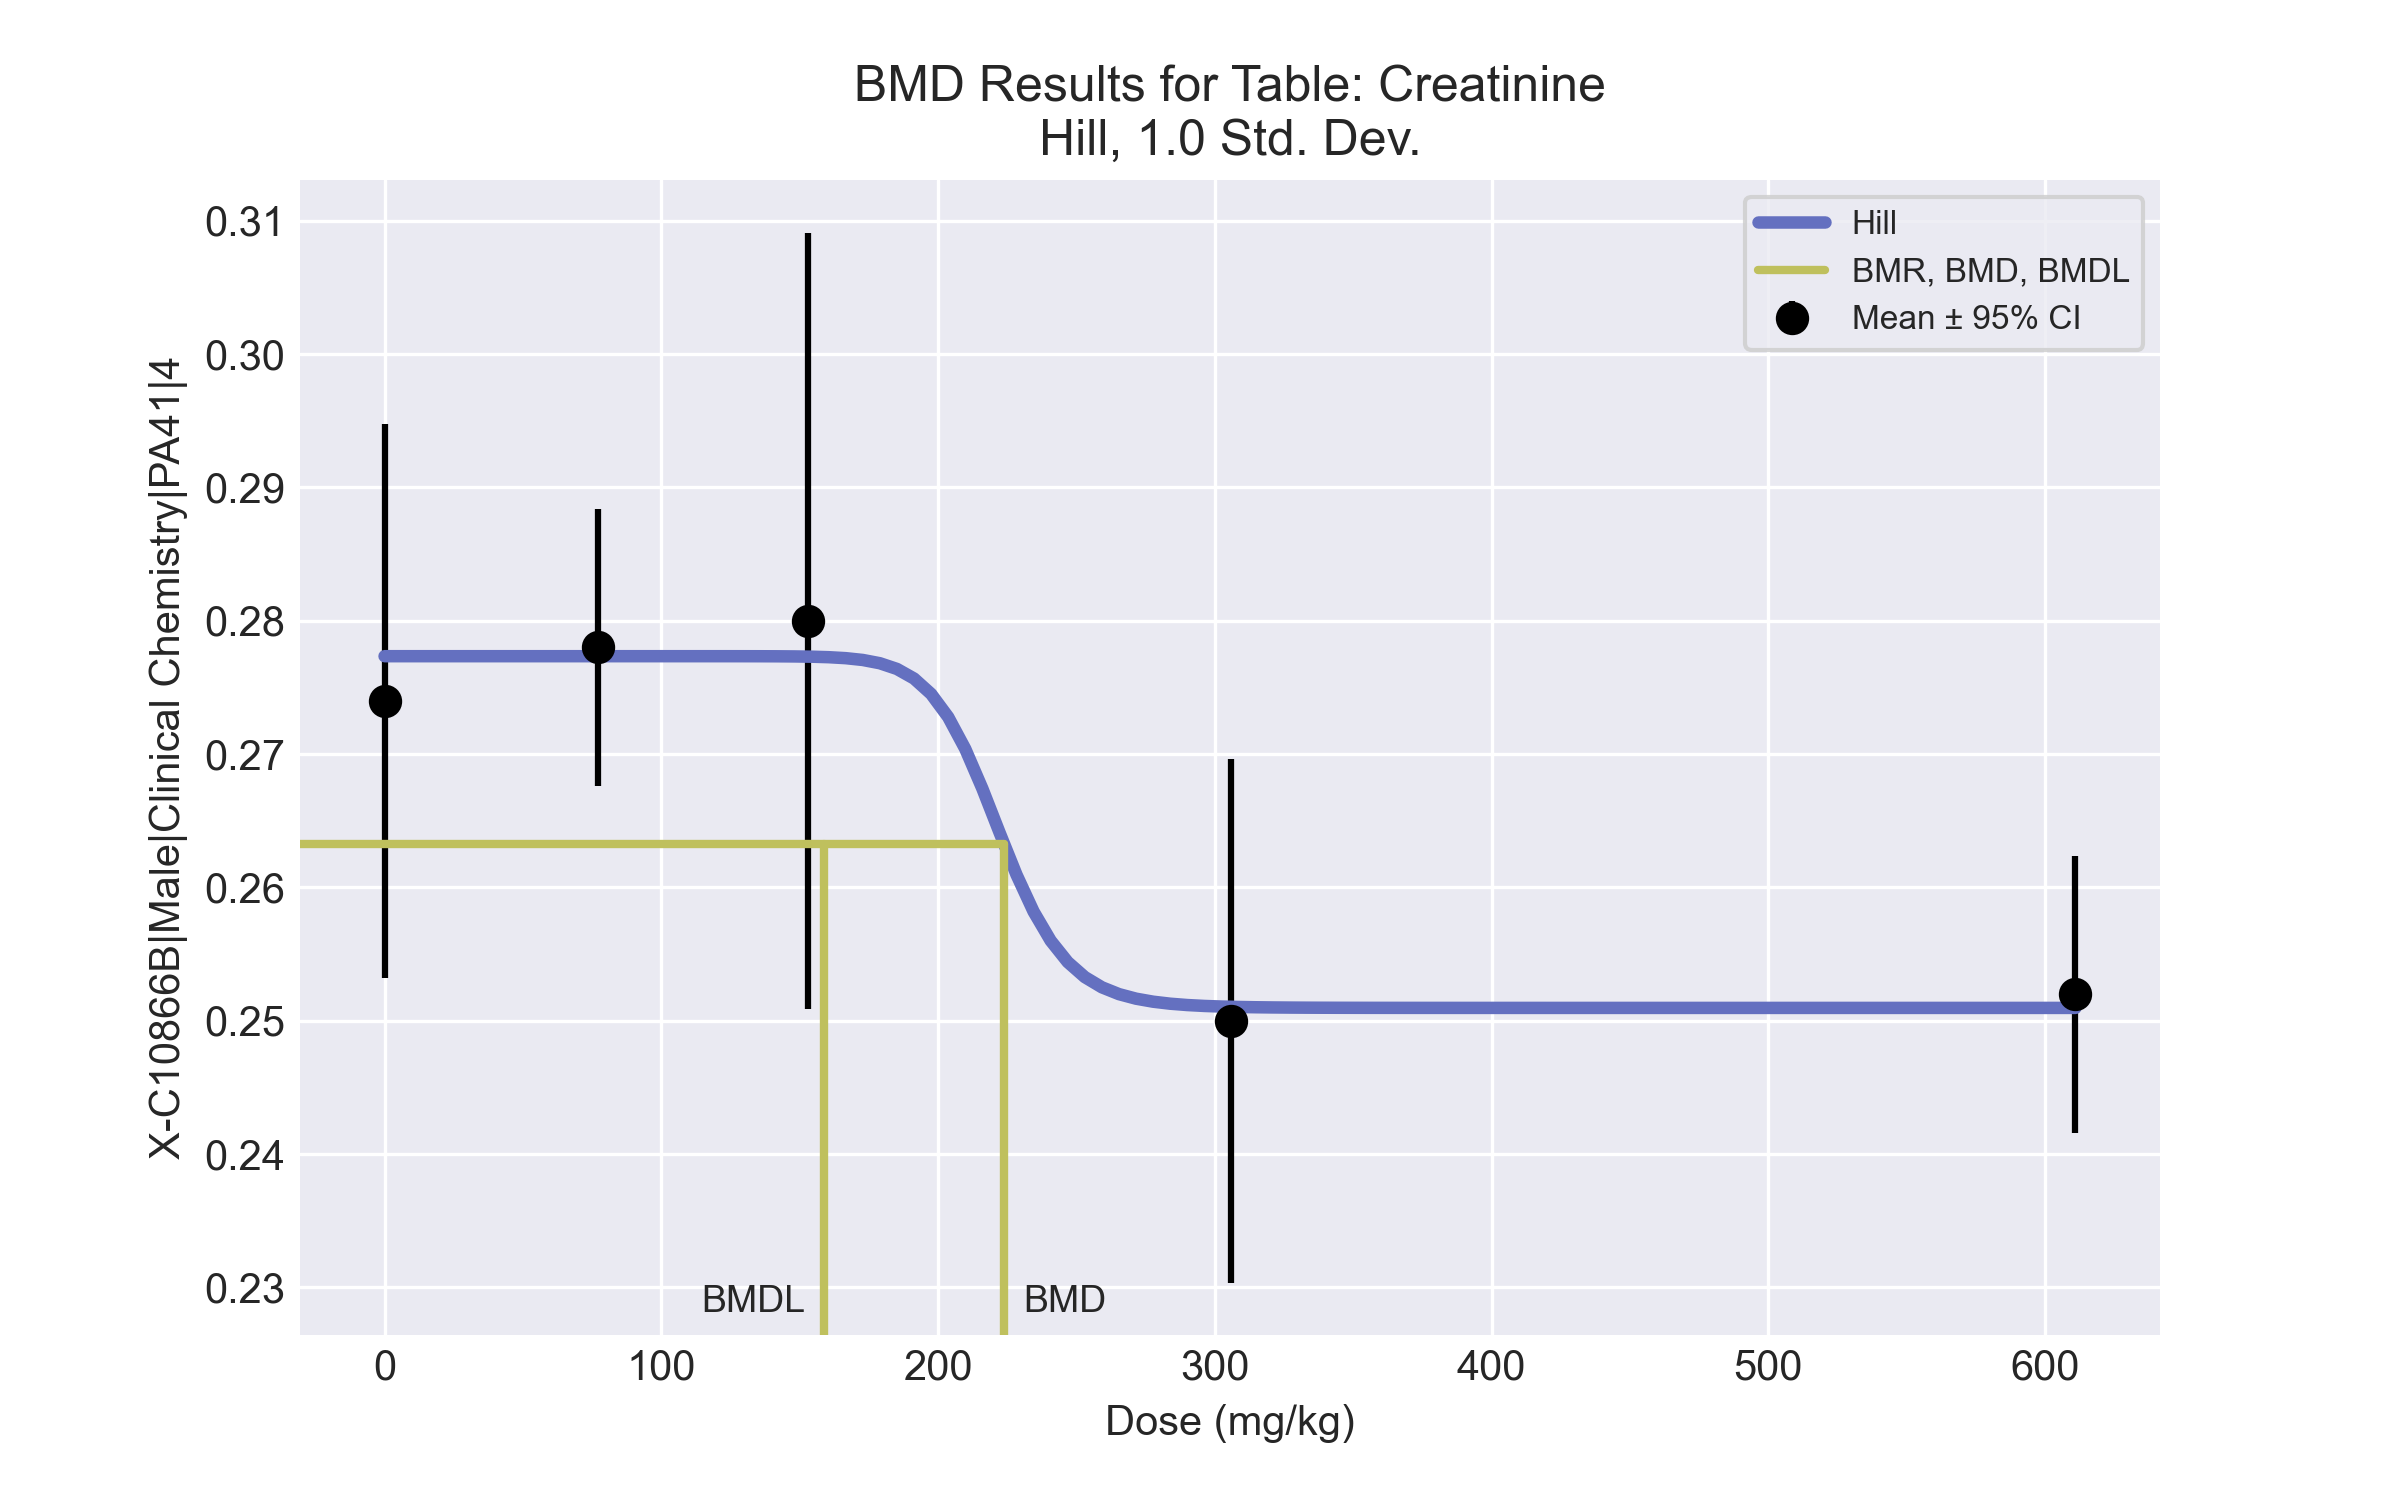 BMD Results for Table: Creatinine
Hill, 1.0 Std. Dev.
Hill
BMR, BMD, BMDL
Mean ± 95% CI
X-C10866B|Male|Clinical Chemistry|PA41|4
0.31
0.30
0.29
0.28
0.27
0.26
0.25
0.24
0.23
BMDL
BMD
0
100
200
300
400
500
600
Dose (mg/kg)